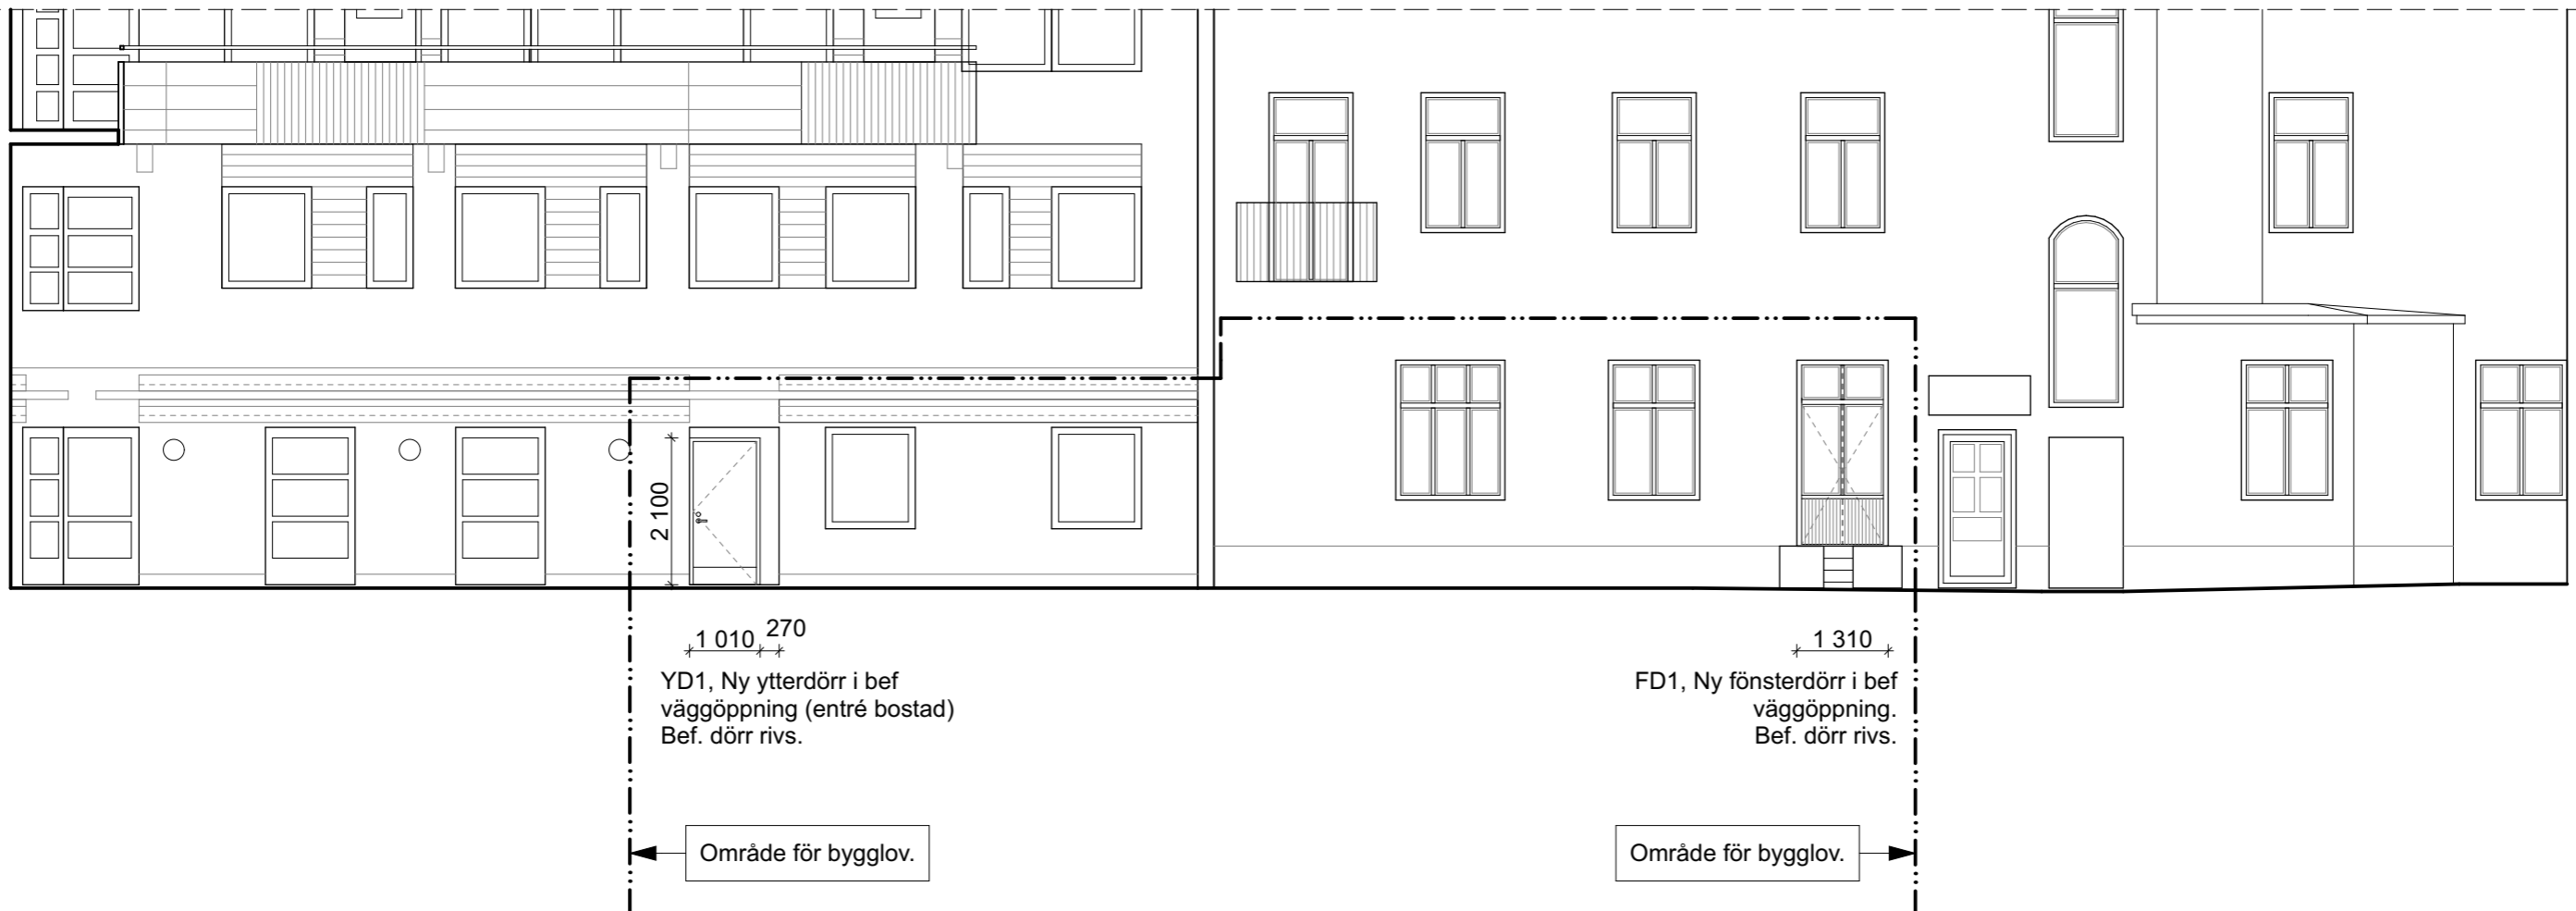 2 100
1 010
270
YD1, Ny ytterdörr i bef
väggöppning (entré bostad)
Bef. dörr rivs.
1 310
FD1, Ny fönsterdörr i bef
väggöppning.
Bef. dörr rivs.
Område för bygglov.
Område för bygglov.